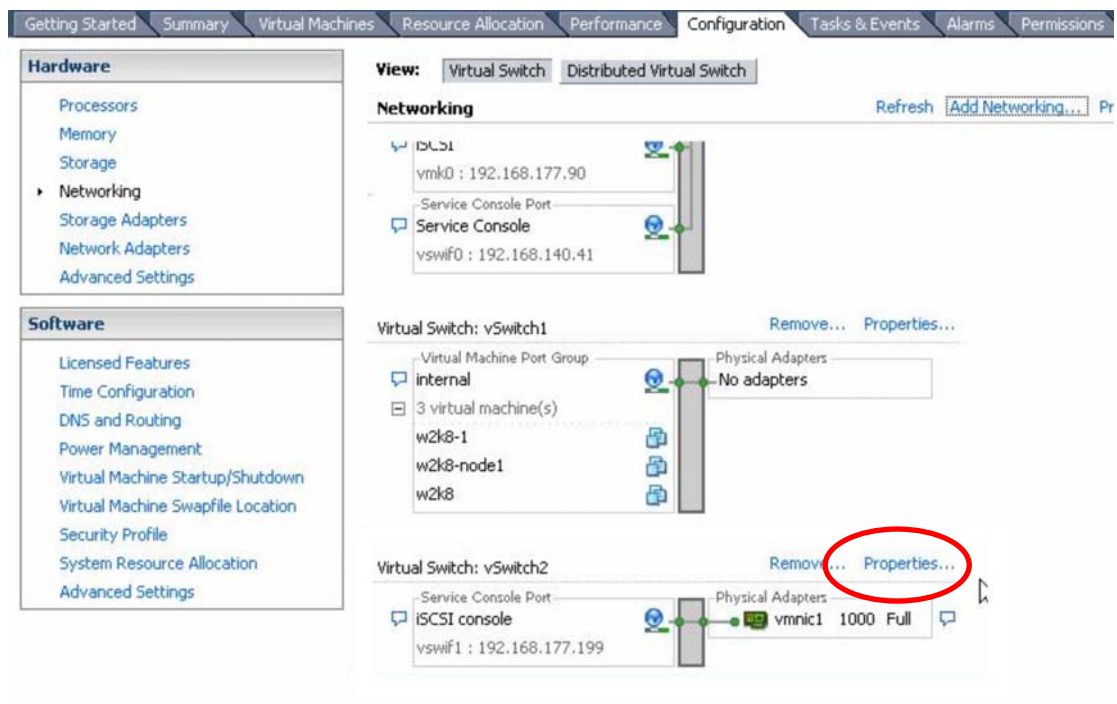 Getting Started Summary Virtual Machines Resource Allocation Performance Configuration Tasks & Events Alarms Permissions
Hardware
Processors
Memory
Storage
Networking
Storage Adapters
Network Adapters
Advanced Settings
Software
Licensed Features
Time Configuration
DNS and Routing
Power Management
Virtual Machine Startup/Shutdown
Virtual Machine Swapfile Location
Security Profile
System Resource Allocation
Advanced Settings
View: Virtual Switch Distributed Virtual Switch
Networking Refresh Add Networking... Pr
iSCSI
vmk0 : 192.168.177.90
Service Console Port
Service Console
vswif0 : 192.168.140.41
Virtual Switch: vSwitch1 Remove... Properties...
Virtual Machine Port Group Physical Adapters
internal No adapters
3 virtual machine(s)
w2k8-1
w2k8-node1
w2k8
Virtual Switch: vSwitch2 Remove... Properties...
Service Console Port Physical Adapters
iSCSI console vmnic1 1000 Full
vswif1 : 192.168.177.199